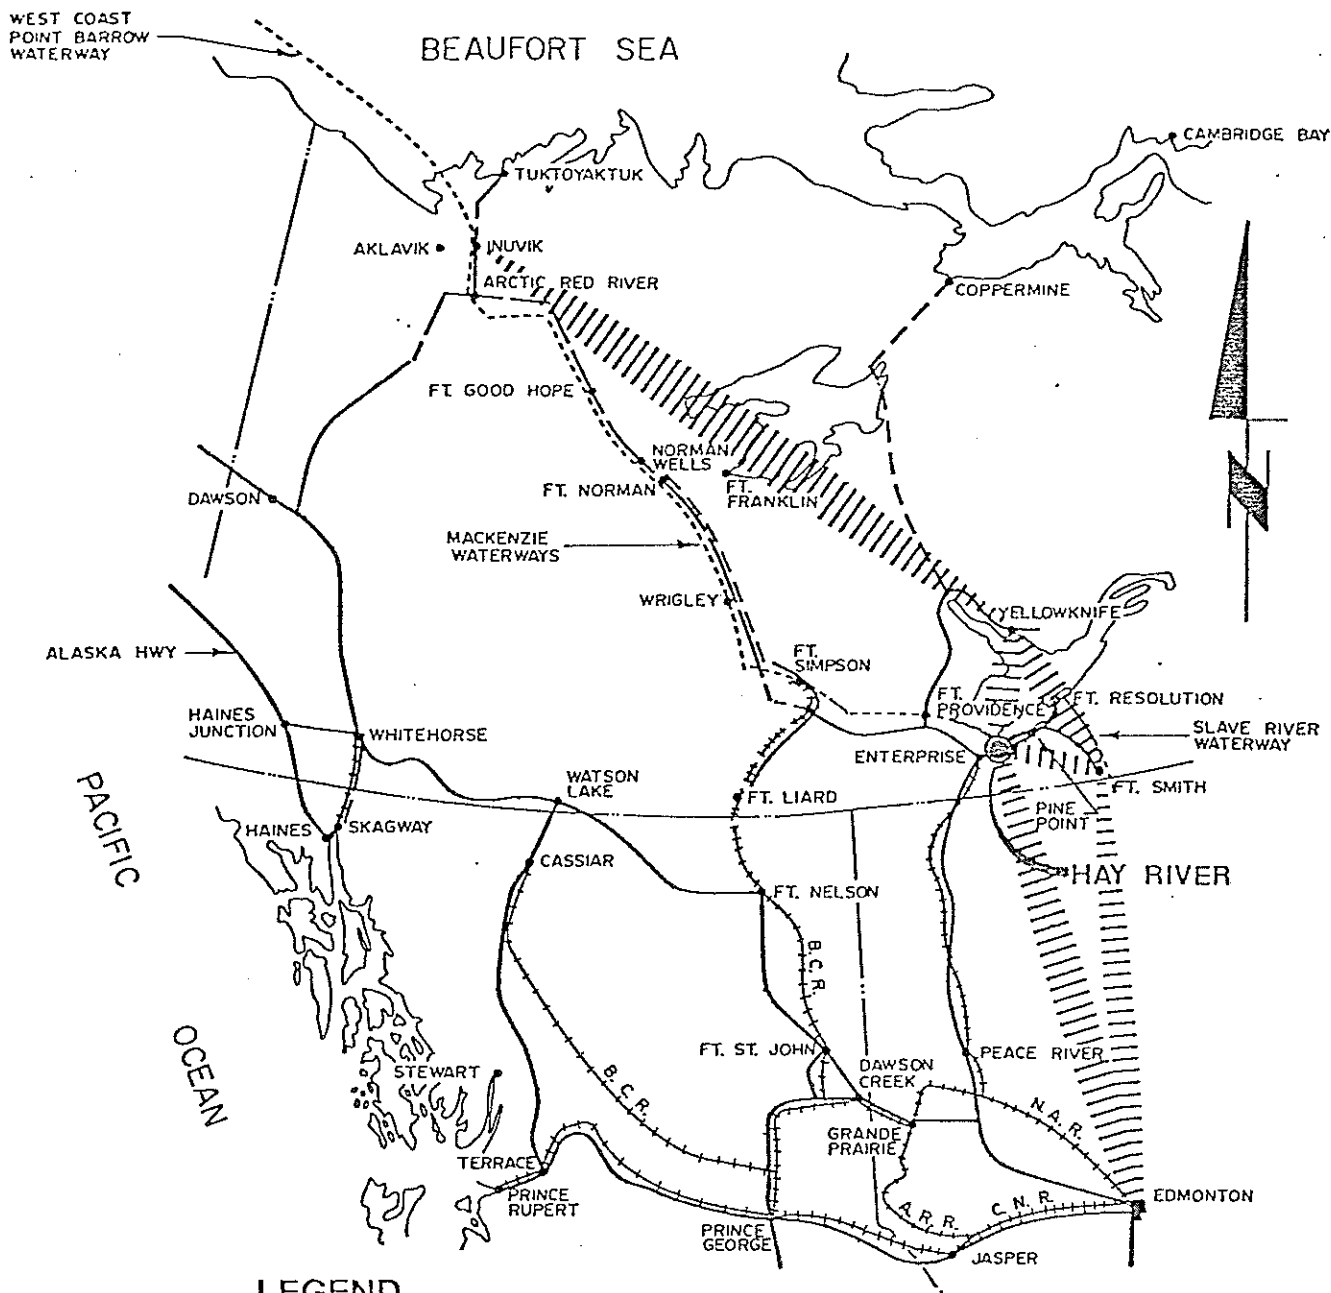 WEST COAST
POINT BARROW
WATERWAY
BEAUFORT SEA
CAMBRIDGE BAY
TUKTOYAKTUK
AKLAVIK
INUVIK
ARCTIC RED RIVER
COPPERMINE
FT. GOOD HOPE
NORMAN
WELLS
FT. NORMAN
FT.
FRANKLIN
DAWSON
MACKENZIE
WATERWAYS
N
WRIGLEY
YELLOWKNIFE
ALASKA HWY
FT.
SIMPSON
FT.
PROVIDENCE
FT. RESOLUTION
HAINES
JUNCTION
WHITEHORSE
SLAVE RIVER
WATERWAY
ENTERPRISE
PACIFIC
WATSON
LAKE
FT. LIARD
FT. SMITH
PINE
POINT
HAINES
SKAGWAY
CASSIAR
HAY RIVER
FT. NELSON
B.C.R.
OCEAN
FT. ST. JOHN
PEACE RIVER
DAWSON
CREEK
STEWART
B.C.R.
N.A.R.
GRANDE
PRAIRIE
TERRACE
PRINCE
RUPERT
A.R.R.
C.N.R.
EDMONTON
PRINCE
GEORGE
JASPER
LEGEND